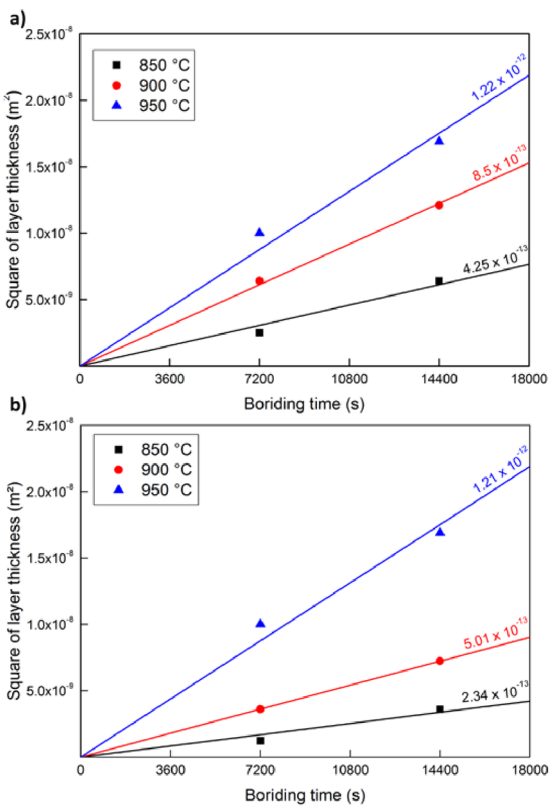 a)
2.5x10⁻⁸
850 °C
900 °C
950 °C
2.0x10⁻⁸
1.5x10⁻⁸
1.0x10⁻⁸
5.0x10⁻⁹
Square of layer thickness (m²)
1.22 x 10⁻¹²
8.5 x 10⁻¹³
4.25 x 10⁻¹³
0 3600 7200 10800 14400 18000
Boriding time (s)
b)
2.5x10⁻⁸
850 °C
900 °C
950 °C
2.0x10⁻⁸
1.5x10⁻⁸
1.0x10⁻⁸
5.0x10⁻⁹
Square of layer thickness (m²)
1.21 x 10⁻¹²
5.01 x 10⁻¹³
2.34 x 10⁻¹³
0 3600 7200 10800 14400 18000
Boriding time (s)